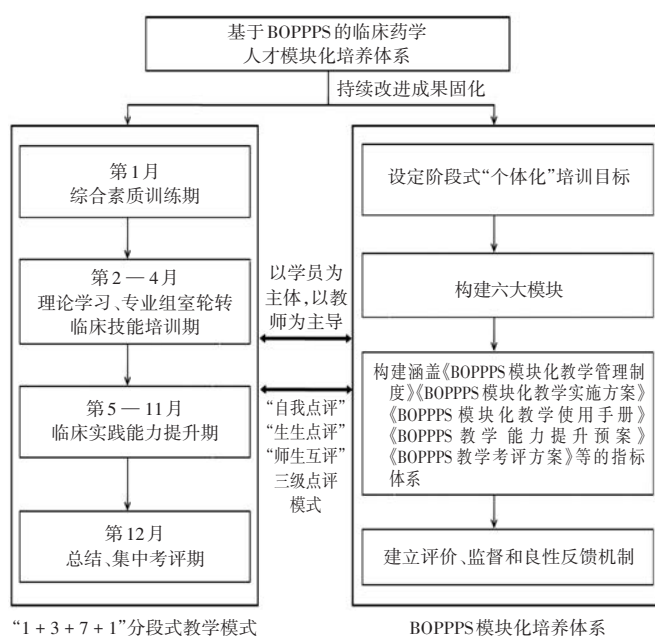 基于BOPPPS的临床药学
人才模块化培养体系
持续改进成果固化
第1月
综合素质训练期
第2—4月
理论学习、专业组室轮转
临床技能培训期
第5—11月
临床实践能力提升期
第12月
总结、集中考评期
“1+3+7+1”分段式教学模式
以学员为
主体,以教
师为主导
“自我点评”
“生生点评”
“师生互评”
三级点评
模式
设定阶段式“个体化”培训目标
构建六大模块
构建涵盖《BOPPPS模块化教学管理制
度》《BOPPPS模块化教学实施方案》
《BOPPPS模块化教学使用手册》
《BOPPPS教学能力提升预案》
《BOPPPS教学考评方案》等的指标
体系
建立评价、监督和良性反馈机制
BOPPPS模块化培养体系